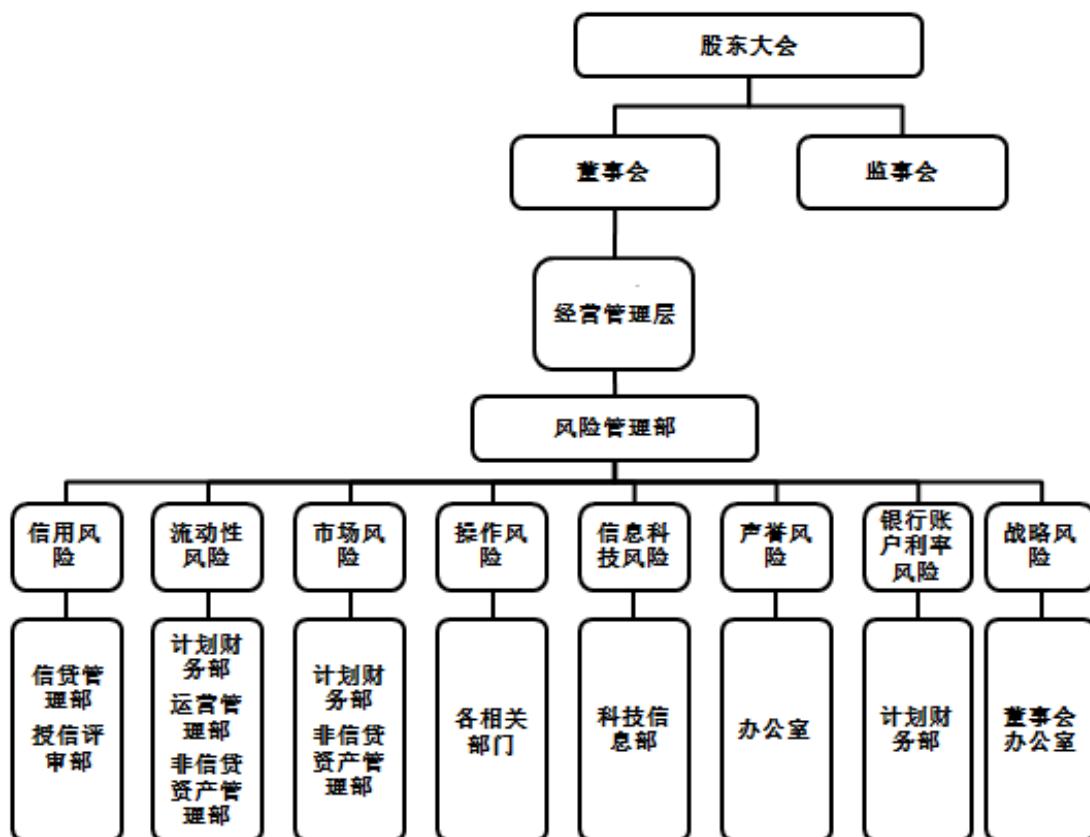 股东大会
董事会
监事会
经营管理层
风险管理部
信用风
险
流动性
风险
市场风
险
操作风
险
信息科
技风险
声誉风
险
银行账
户利率
风险
战略风
险
信贷管
理部
授信评
审部
计划财
务部
运营管
理部
非信贷
资产管
理部
计划财
务部
非信贷
资产管
理部
各相关
部门
科技信
息部
办公室
计划财
务部
董事会
办公室